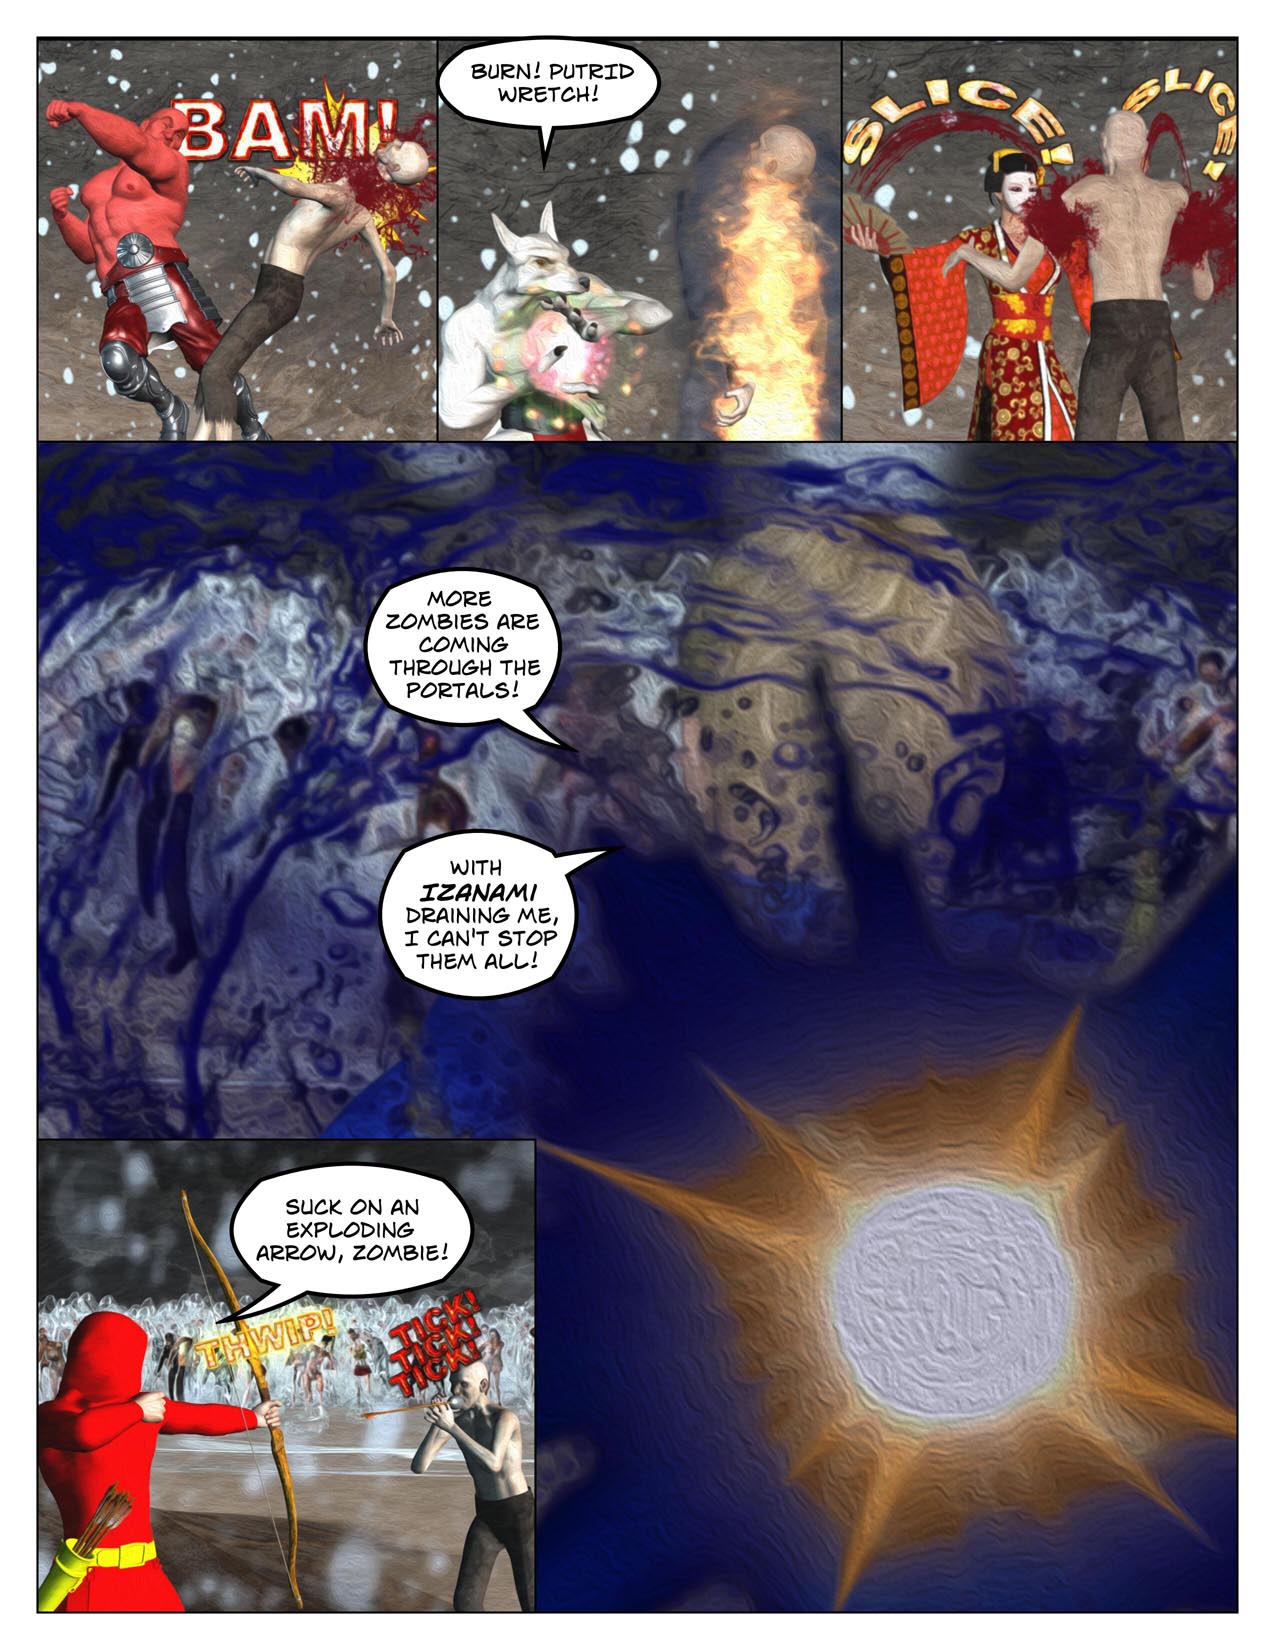 BAM!
BURN! PUTRID
WRETCH!
SLICE!
SLICE!
MORE
ZOMBIES ARE
COMING
THROUGH THE
PORTALS!
WITH
IZANAMI
DRAINING ME,
I CAN'T STOP
THEM ALL!
SUCK ON AN
EXPLODING
ARROW, ZOMBIE!
THWIP!
TICK!
TICK!
TICK!